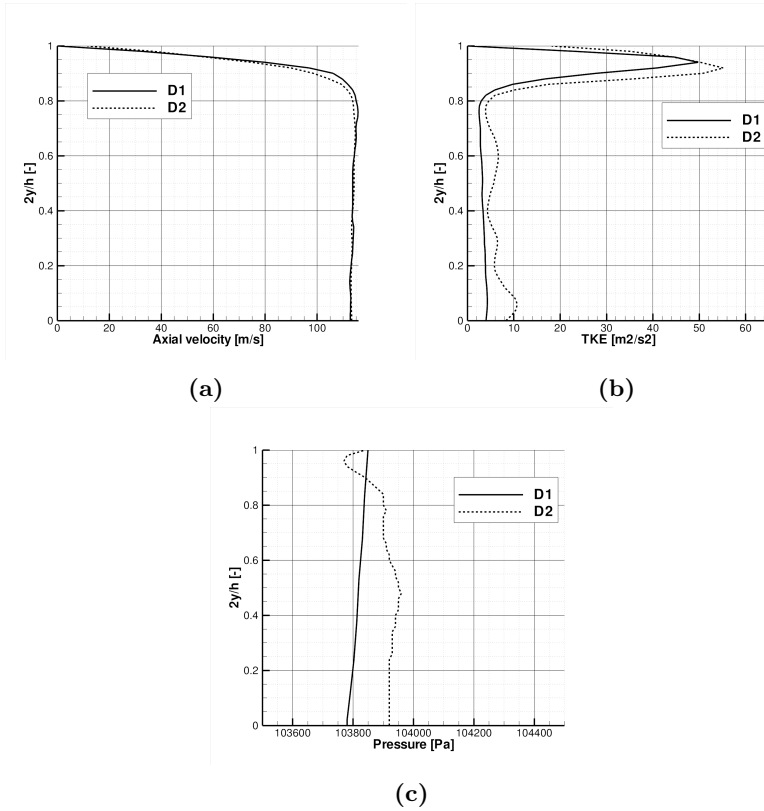 1
0.8
0.6
0.4
0.2
0
2y/h [-]
D1
D2
0 20 40 60 80 100
Axial velocity [m/s]
(a)
1
0.8
0.6
0.4
0.2
0
2y/h [-]
D1
D2
0 10 20 30 40 50 60
TKE [m2/s2]
(b)
1
0.8
0.6
0.4
0.2
0
2y/h [-]
D1
D2
103600 103800 104000 104200 104400
Pressure [Pa]
(c)